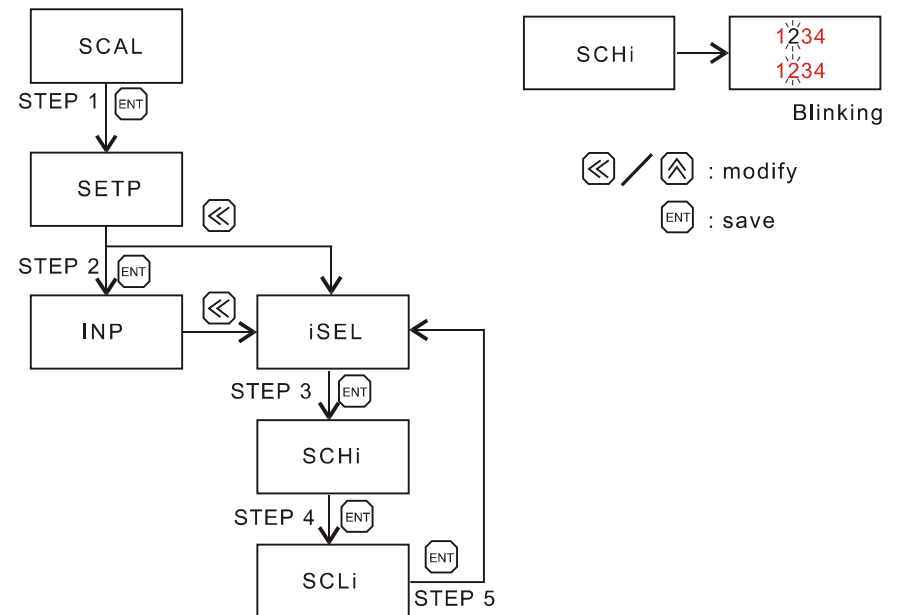 SCAL
STEP 1 ENT
SETP
STEP 2 ENT
INP
iSEL
STEP 3 ENT
SCHi
STEP 4 ENT
SCLi
ENT
STEP 5
SCHi
1234
1234
Blinking
: modify
ENT : save